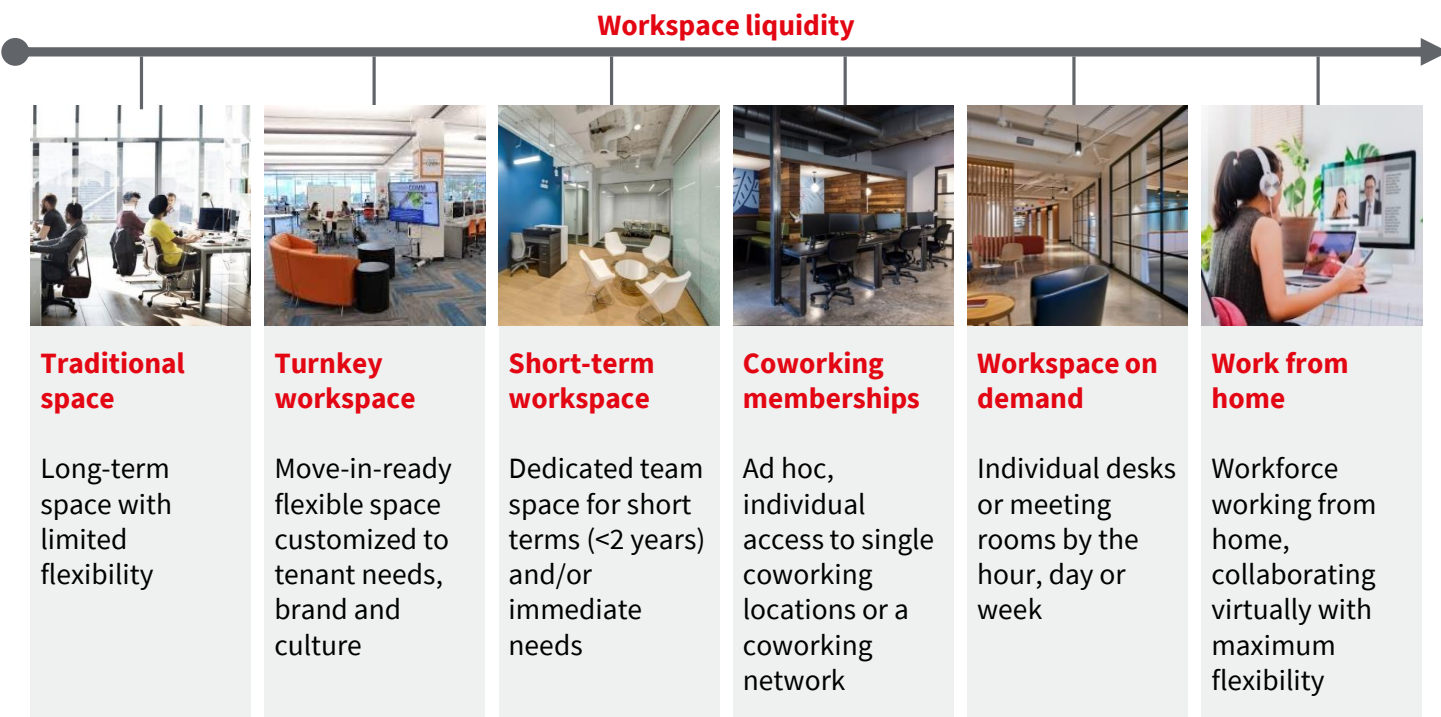 Workspace liquidity
Traditional
space
Long-term
space with
limited
flexibility
Turnkey
workspace
Move-in-ready
flexible space
customized to
tenant needs,
brand and
culture
Short-term
workspace
Dedicated team
space for short
terms (<2 years)
and/or
immediate
needs
Coworking
memberships
Ad hoc,
individual
access to single
coworking
locations or a
coworking
network
Workspace on
demand
Individual desks
or meeting
rooms by the
hour, day or
week
Work from
home
Workforce
working from
home,
collaborating
virtually with
maximum
flexibility